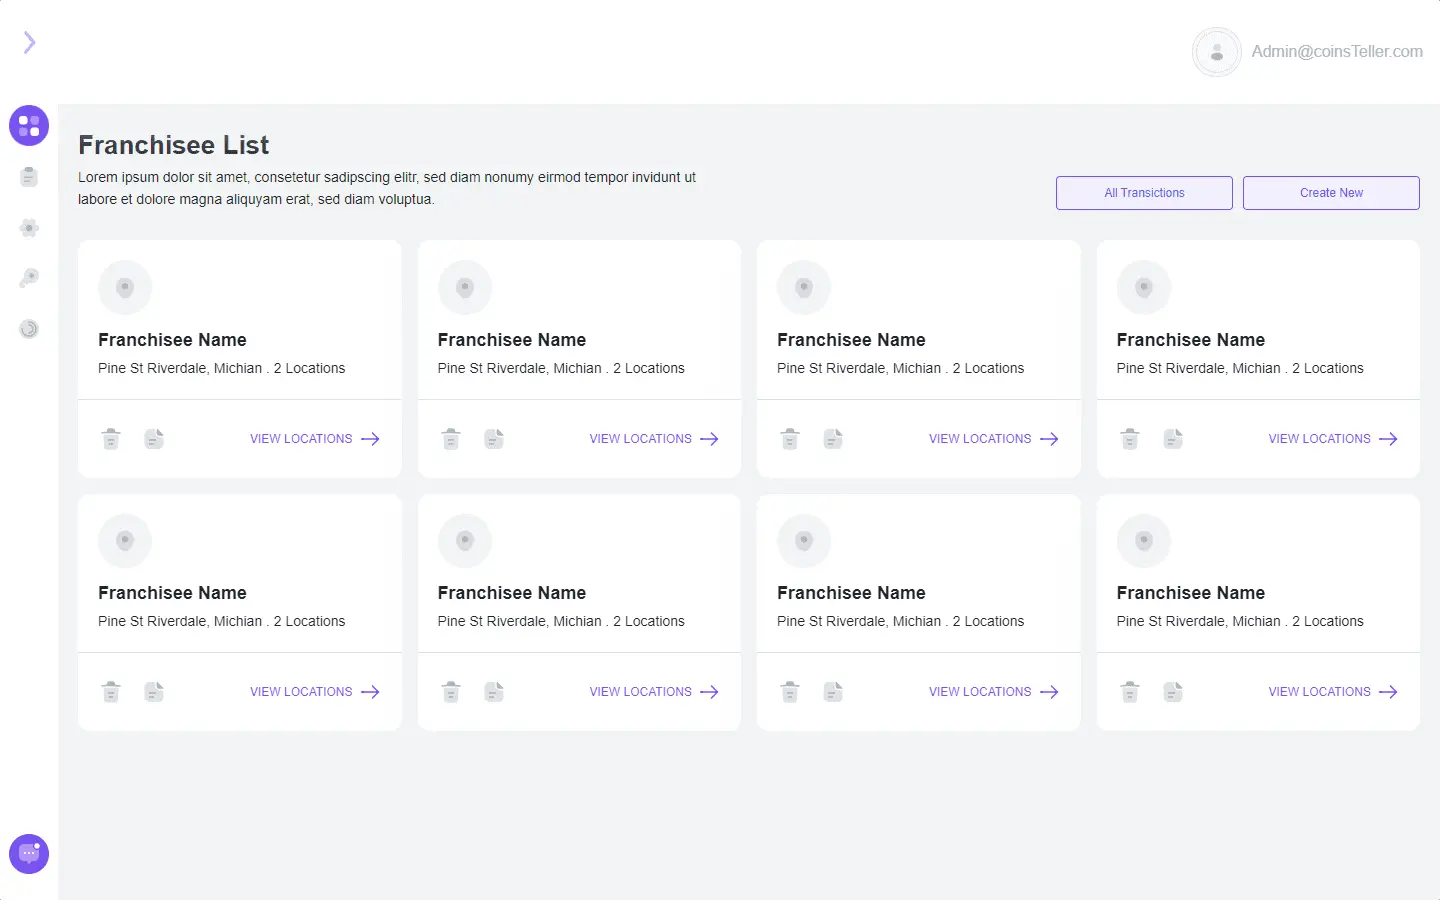 Admin@coinsTeller.com
Franchisee List
Lorem ipsum dolor sit amet, consetetur sadipscing elitr, sed diam nonumy eirmod tempor invidunt ut
labore et dolore magna aliquyam erat, sed diam voluptua.
All Transictions
Create New
Franchisee Name
Pine St Riverdale, Michian . 2 Locations
VIEW LOCATIONS
Franchisee Name
Pine St Riverdale, Michian . 2 Locations
VIEW LOCATIONS
Franchisee Name
Pine St Riverdale, Michian . 2 Locations
VIEW LOCATIONS
Franchisee Name
Pine St Riverdale, Michian . 2 Locations
VIEW LOCATIONS
Franchisee Name
Pine St Riverdale, Michian . 2 Locations
VIEW LOCATIONS
Franchisee Name
Pine St Riverdale, Michian . 2 Locations
VIEW LOCATIONS
Franchisee Name
Pine St Riverdale, Michian . 2 Locations
VIEW LOCATIONS
Franchisee Name
Pine St Riverdale, Michian . 2 Locations
VIEW LOCATIONS